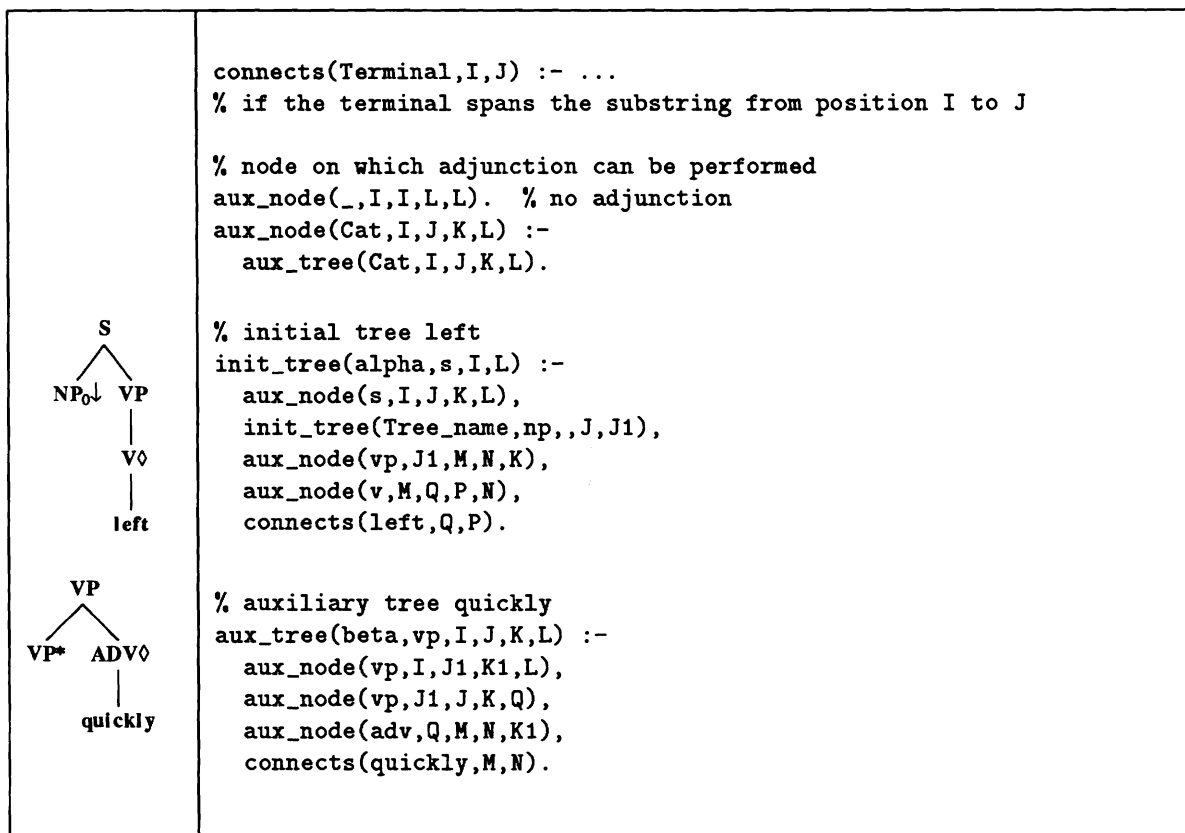 connects(Terminal,I,J) :- ...
% if the terminal spans the substring from position I to J
% node on which adjunction can be performed
aux_node(_,I,I,L,L). % no adjunction
aux_node(Cat,I,J,K,L) :-
aux_tree(Cat,I,J,K,L).
S
NP₀↓ VP
V◊
left
% initial tree left
init_tree(alpha,s,I,L) :-
aux_node(s,I,J,K,L),
init_tree(Tree_name,np,,J,J1),
aux_node(vp,J1,M,N,K),
aux_node(v,M,Q,P,N),
connects(left,Q,P).
VP
VP* ADV◊
quickly
% auxiliary tree quickly
aux_tree(beta,vp,I,J,K,L) :-
aux_node(vp,I,J1,K1,L),
aux_node(vp,J1,J,K,Q),
aux_node(adv,Q,M,N,K1),
connects(quickly,M,N).